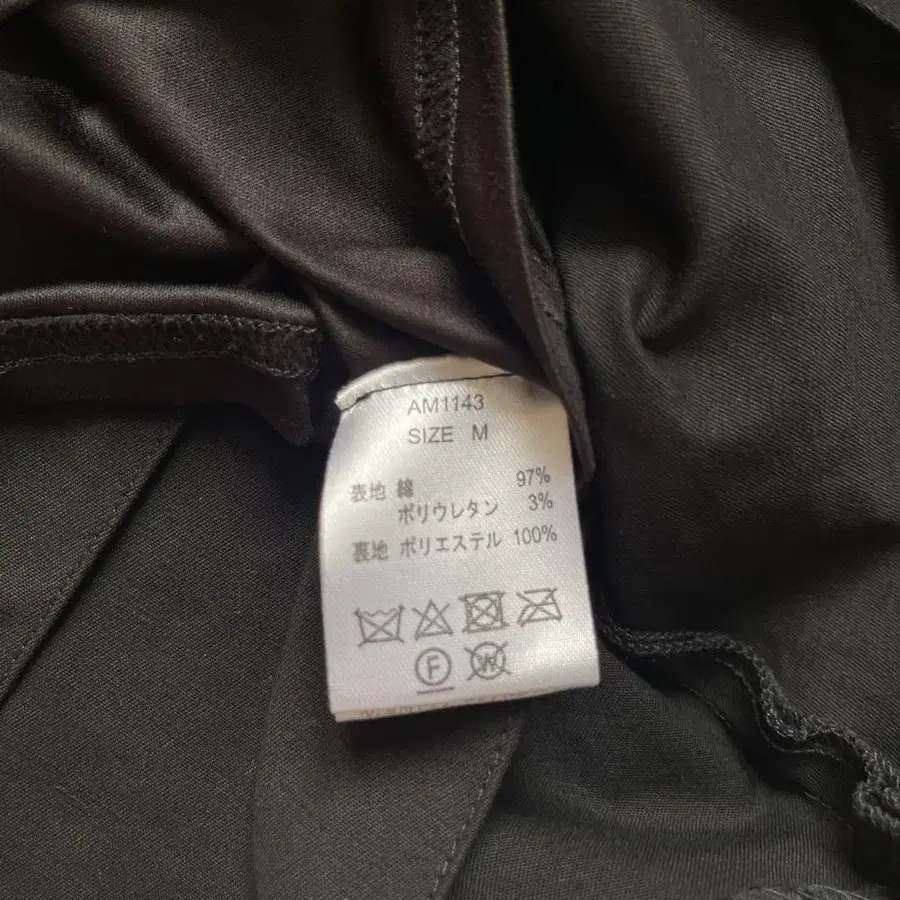 AM1143
SIZE M
表地 綿 97%
ポリウレタン 3%
裏地 ポリエステル 100%
F
W